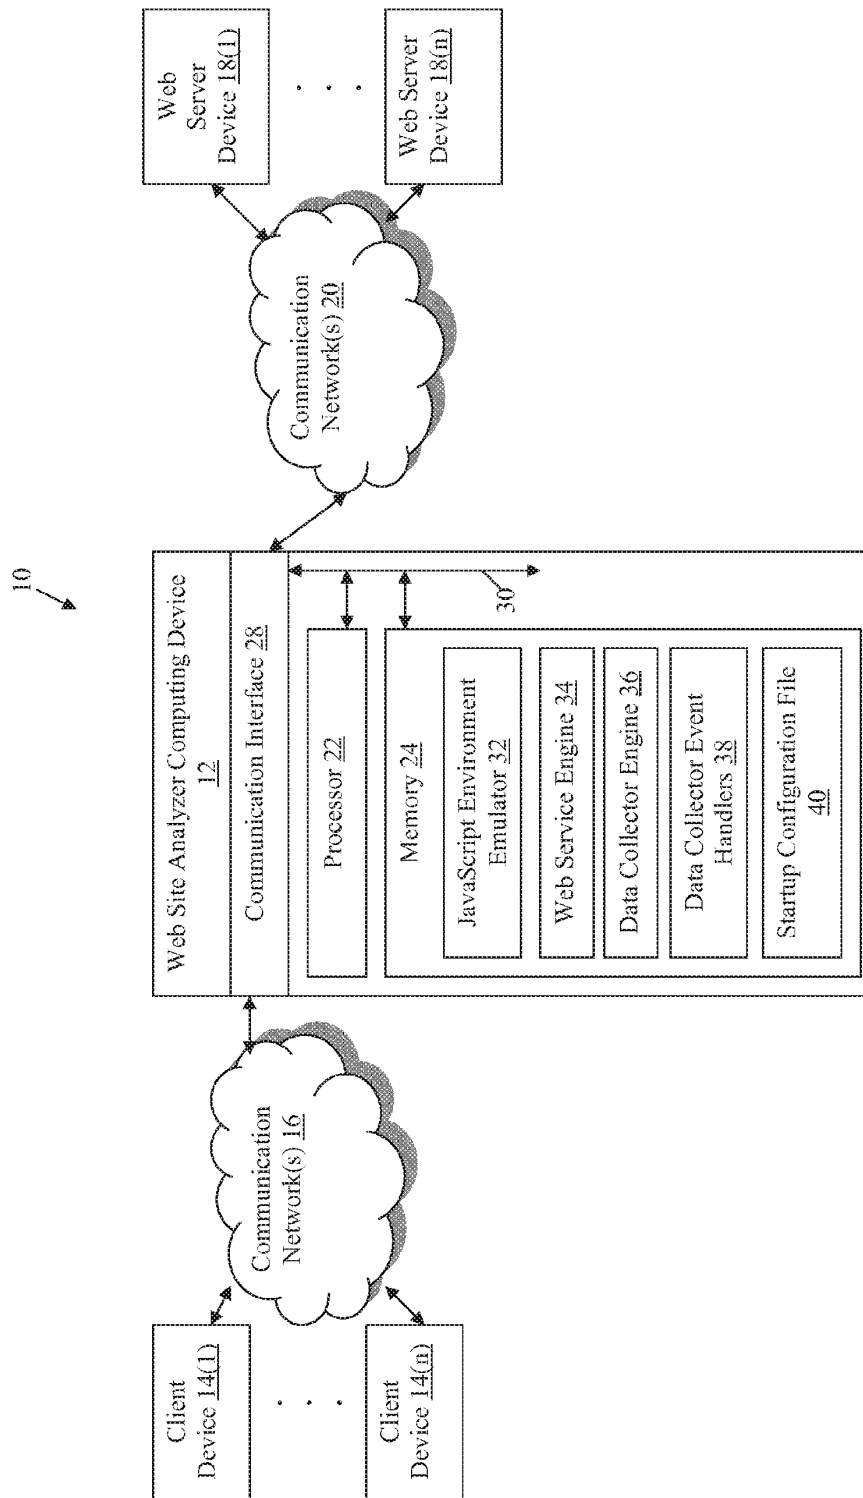 10
Client
Device 14(1)
. . .
Client
Device 14(n)
Communication
Network(s) 16
Web Site Analyzer Computing Device
12
Communication Interface 28
Processor 22
Memory 24
JavaScript Environment
Emulator 32
Web Service Engine 34
Data Collector Engine 36
Data Collector Event
Handlers 38
Startup Configuration File
40
30
Communication
Network(s) 20
Web
Server
Device 18(1)
. . .
Web Server
Device 18(n)